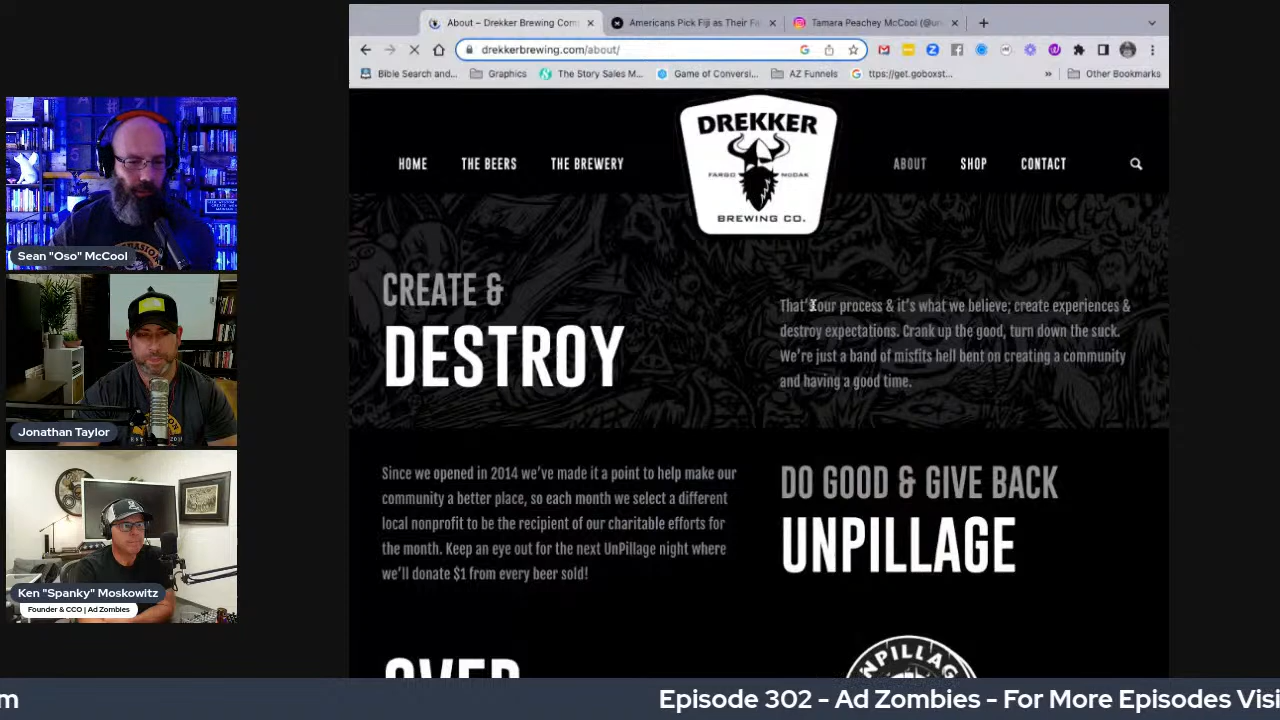 About – Drekker Brewing Com
Americans Pick Fiji as Their Fa
Tamara Peachey McCool (@un
drekkerbrewing.com/about/
Bible Search and...
Graphics
The Story Sales M...
Game of Conversi...
AZ Funnels
ttps://get.goboxst...
»
Other Bookmarks
HOME
THE BEERS
THE BREWERY
DREKKER
FARGO NODAK
BREWING CO.
ABOUT
SHOP
CONTACT
CREATE &
DESTROY
That's our process & it's what we believe; create experiences &
destroy expectations. Crank up the good, turn down the suck.
We're just a band of misfits hell bent on creating a community
and having a good time.
Since we opened in 2014 we've made it a point to help make our
community a better place, so each month we select a different
local nonprofit to be the recipient of our charitable efforts for
the month. Keep an eye out for the next UnPillage night where
we'll donate $1 from every beer sold!
DO GOOD & GIVE BACK
UNPILLAGE
OVER
NPILLAG
Sean "Oso" McCool
Jonathan Taylor
Ken "Spanky" Moskowitz
Founder & CCO | Ad Zombies
m
Episode 302 - Ad Zombies - For More Episodes Visi